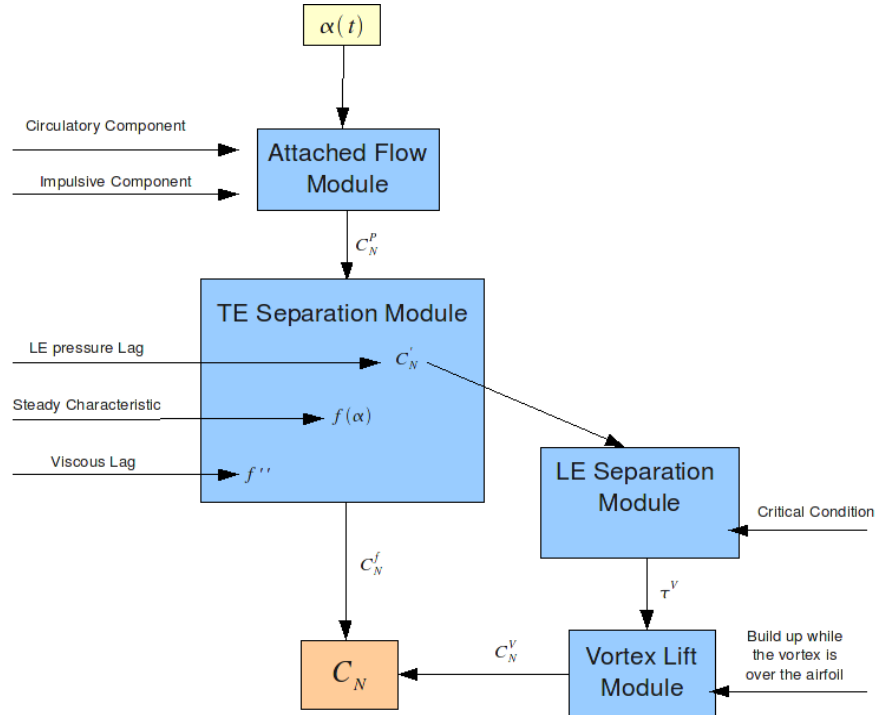 α(t)
Circulatory Component
Attached Flow
Module
Impulsive Component
C_N^P
TE Separation Module
LE pressure Lag
C_N^'
Steady Characteristic
f(α)
Viscous Lag
f''
LE Separation
Module
Critical Condition
C_N^f
τ^V
C_N^V
C_N
Vortex Lift
Module
Build up while
the vortex is
over the airfoil